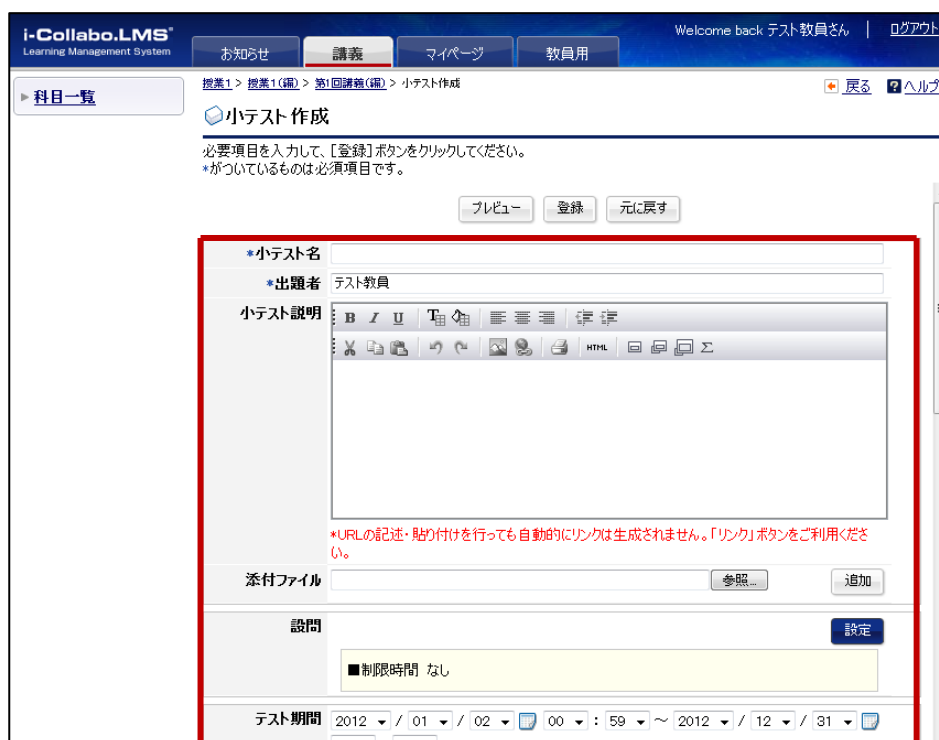 i-Collabo.LMS
Learning Management System
Welcome back テスト教員さん | ログアウト
お知らせ 講義 マイページ 教員用
科目一覧
授業1 > 授業1(編) > 第1回講義(編) > 小テスト作成
戻る ? ヘルプ
小テスト作成
必要項目を入力して、[登録]ボタンをクリックしてください。
*がついているものは必須項目です。
プレビュー 登録 元に戻す
*小テスト名
*出題者 テスト教員
小テスト説明
B I U T
HTML Σ
*URLの記述・貼り付けを行っても自動的にリンクは生成されません。「リンク」ボタンをご利用くださ
い。
添付ファイル 参照... 追加
設問 設定
■制限時間 なし
テスト期間 2012 / 01 / 02 00 : 59 ~ 2012 / 12 / 31